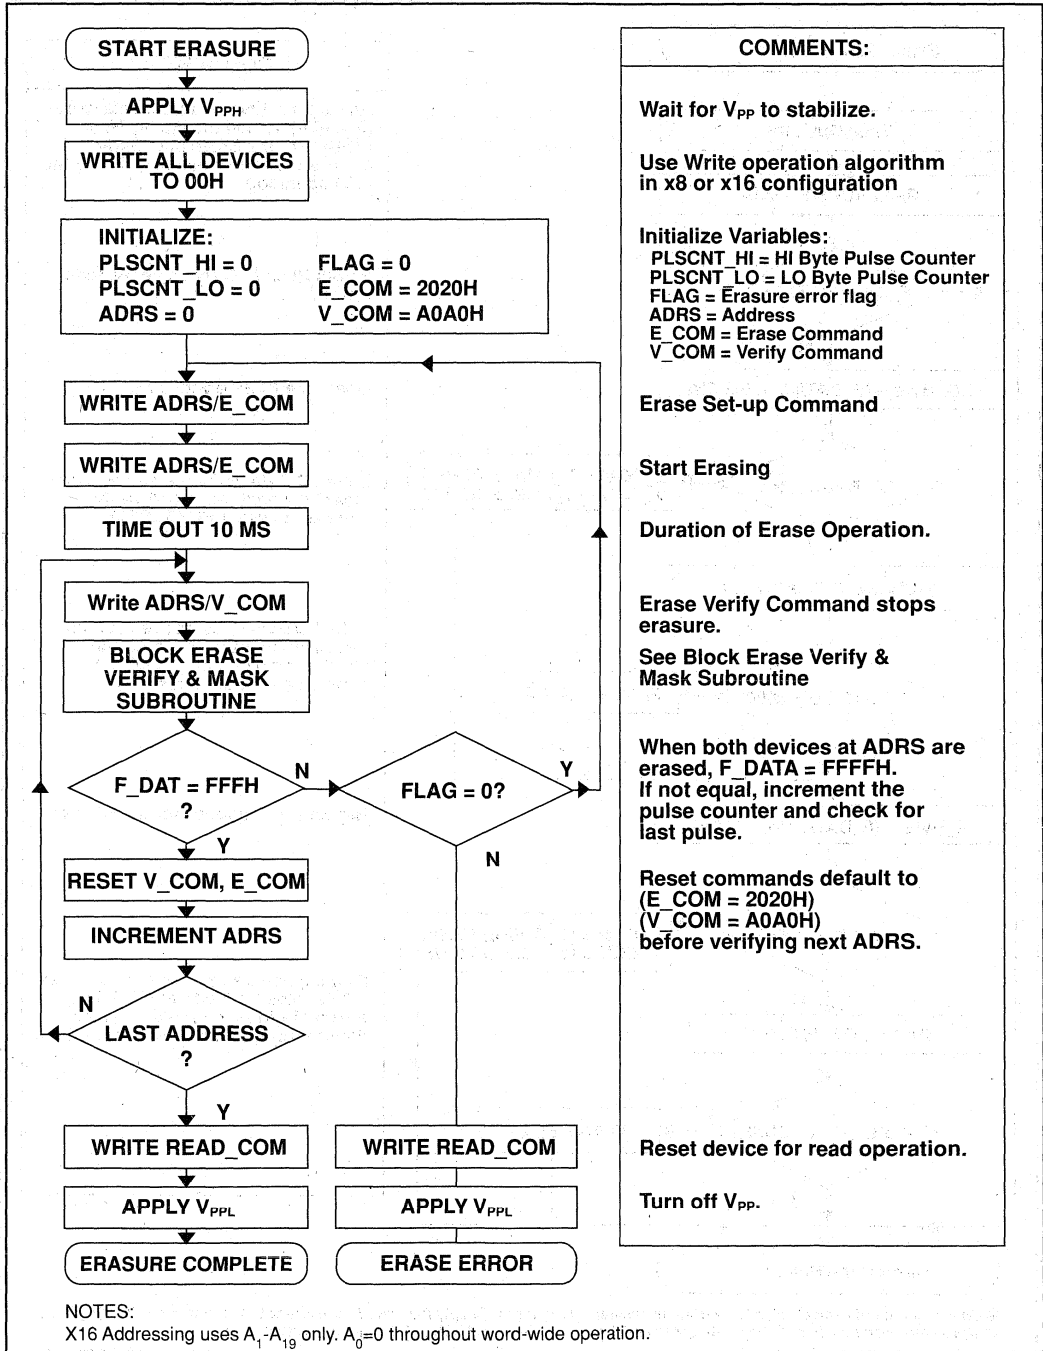 START ERASURE
APPLY VPPH
WRITE ALL DEVICES
TO 00H
INITIALIZE:
PLSCNT_HI = 0 FLAG = 0
PLSCNT_LO = 0 E_COM = 2020H
ADRS = 0 V_COM = A0A0H
WRITE ADRS/E_COM
WRITE ADRS/E_COM
TIME OUT 10 MS
Write ADRS/V_COM
BLOCK ERASE
VERIFY & MASK
SUBROUTINE
F_DAT = FFFH
?
N
Y
FLAG = 0?
Y
N
RESET V_COM, E_COM
INCREMENT ADRS
N
LAST ADDRESS
?
Y
WRITE READ_COM
APPLY VPPL
ERASURE COMPLETE
WRITE READ_COM
APPLY VPPL
ERASE ERROR
COMMENTS:
Wait for VPP to stabilize.
Use Write operation algorithm
in x8 or x16 configuration
Initialize Variables:
PLSCNT_HI = HI Byte Pulse Counter
PLSCNT_LO = LO Byte Pulse Counter
FLAG = Erasure error flag
ADRS = Address
E_COM = Erase Command
V_COM = Verify Command
Erase Set-up Command
Start Erasing
Duration of Erase Operation.
Erase Verify Command stops
erasure.
See Block Erase Verify &
Mask Subroutine
When both devices at ADRS are
erased, F_DATA = FFFFH.
If not equal, increment the
pulse counter and check for
last pulse.
Reset commands default to
(E_COM = 2020H)
(V_COM = A0A0H)
before verifying next ADRS.
Reset device for read operation.
Turn off VPP.
NOTES:
X16 Addressing uses A1-A19 only. A0=0 throughout word-wide operation.